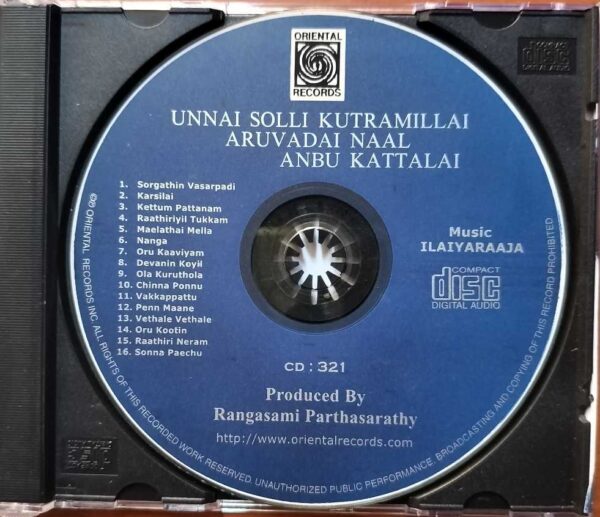 ORIENTAL
RECORDS
UNNAI SOLLI KUTRAMILLAI
ARUVADAI NAAL
ANBU KATTALAI
1. Sorgathin Vasarpadi
2. Karsilai
3. Kettum Pattanam
4. Raathiriyil Tukkam
5. Maelathai Mella
6. Nanga
7. Oru Kaaviyam
8. Devanin Koyil
9. Ola Kuruthola
10. Chinna Ponnu
11. Vakkappattu
12. Penn Maane
13. Vethale Vethale
14. Oru Kootin
15. Raathiri Neram
16. Sonna Paechu
Music
ILAIYARAAJA
COMPACT
disc
DIGITAL AUDIO
CD : 321
Produced By
Rangasami Parthasarathy
http://www.orientalrecords.com
©℗ ORIENTAL RECORDS INC. ALL RIGHTS OF THIS RECORDED WORK RESERVED. UNAUTHORIZED PUBLIC PERFORMANCE, BROADCASTING AND COPYING OF THIS RECORD PROHIBITED
disc